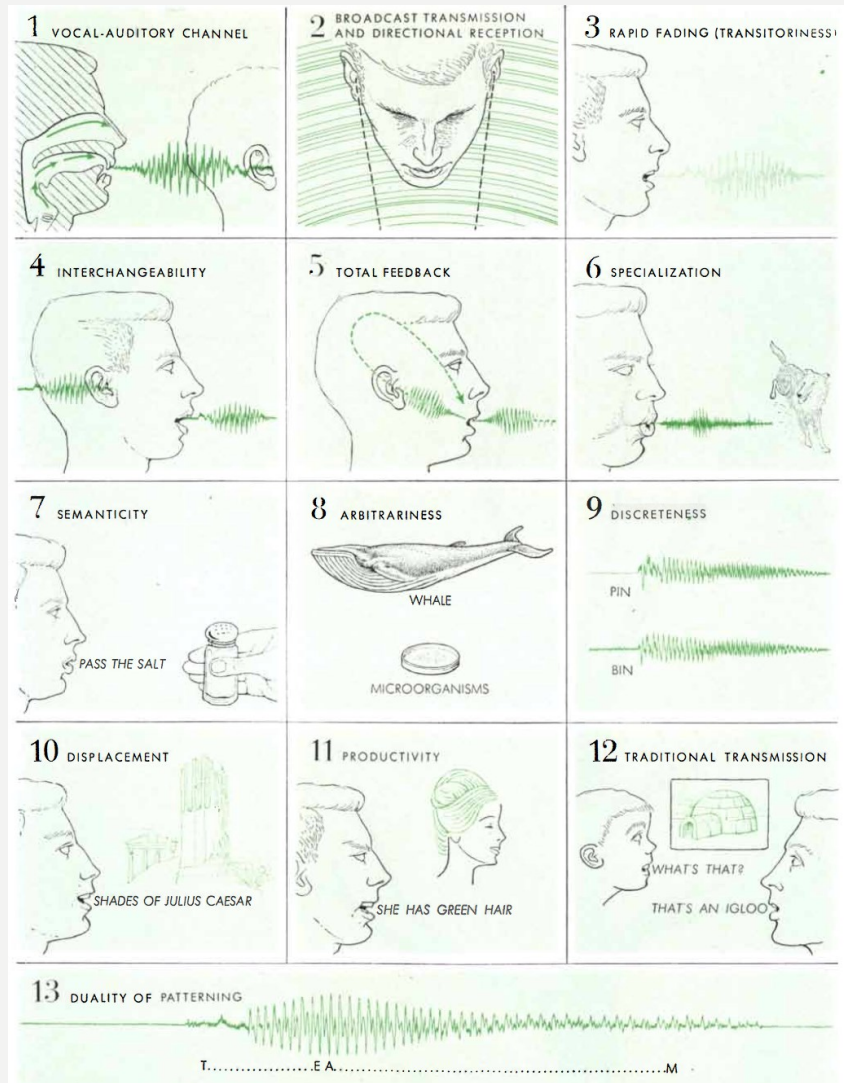 1 VOCAL-AUDITORY CHANNEL
2 BROADCAST TRANSMISSION
AND DIRECTIONAL RECEPTION
3 RAPID FADING (TRANSITORINESS)
4 INTERCHANGEABILITY
5 TOTAL FEEDBACK
6 SPECIALIZATION
7 SEMANTICITY
PASS THE SALT
8 ARBITRARINESS
WHALE
MICROORGANISMS
9 DISCRETENESS
PIN
BIN
10 DISPLACEMENT
SHADES OF JULIUS CAESAR
11 PRODUCTIVITY
SHE HAS GREEN HAIR
12 TRADITIONAL TRANSMISSION
WHAT'S THAT?
THAT'S AN IGLOO
13 DUALITY OF PATTERNING
T..................E A..........................................................M